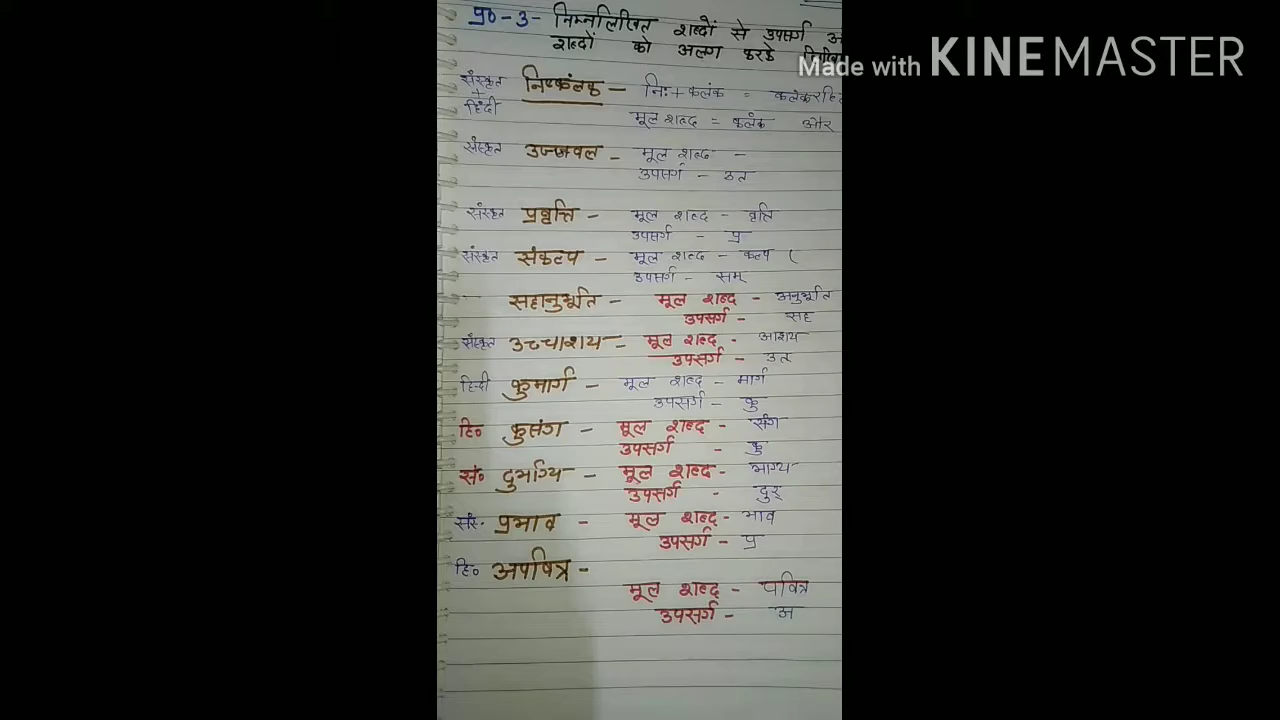 प्र०-3- निम्नलिखित शब्दों से उपसर्ग
शब्दों को अलग करके
Made with KINEMASTER
संस्कृत + हिंदी निष्कलंक - निः + कलंक = कलंकरहित
मूल शब्द = कलंक और
संस्कृत उज्जवल - मूल शब्द -
उपसर्ग - उत
संस्कृत प्रवृत्ति - मूल शब्द - वृत्ति
उपसर्ग - प्र
संस्कृत संकल्प - मूल शब्द - कल्प (
उपसर्ग - सम्
सहानुभूति - मूल शब्द - अनुभूति
उपसर्ग - सह
संस्कृत उच्चाशय - मूल शब्द - आशय
उपसर्ग - उत
हिन्दी कुमार्ग - मूल शब्द - मार्ग
उपसर्ग - कु
हि० कुसंग - मूल शब्द - संग
उपसर्ग - कु
सं० दुर्भाग्य - मूल शब्द - भाग्य
उपसर्ग - दुर्
सं. प्रभाव - मूल शब्द - भाव
उपसर्ग - प्र
हि० अपवित्र -
मूल शब्द - पवित्र
उपसर्ग - अ